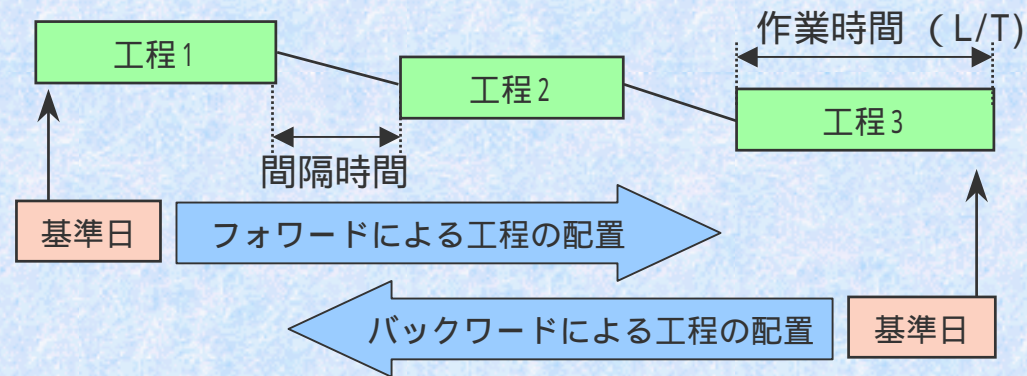 作業時間 (L/T)
工程1
工程2
工程3
間隔時間
基準日
フォワードによる工程の配置
バックワードによる工程の配置
基準日